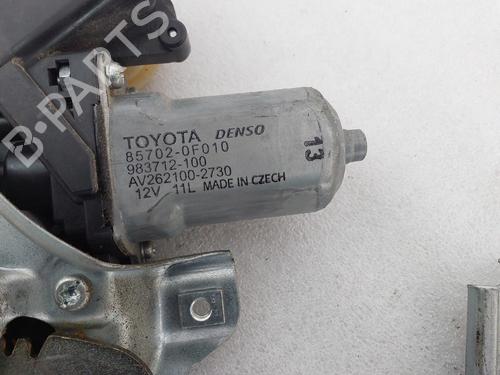 B-PARTS
TOYOTA DENSO
85702-0F010
983712-100
AV262100-2730
12V 11L MADE IN CZECH
13